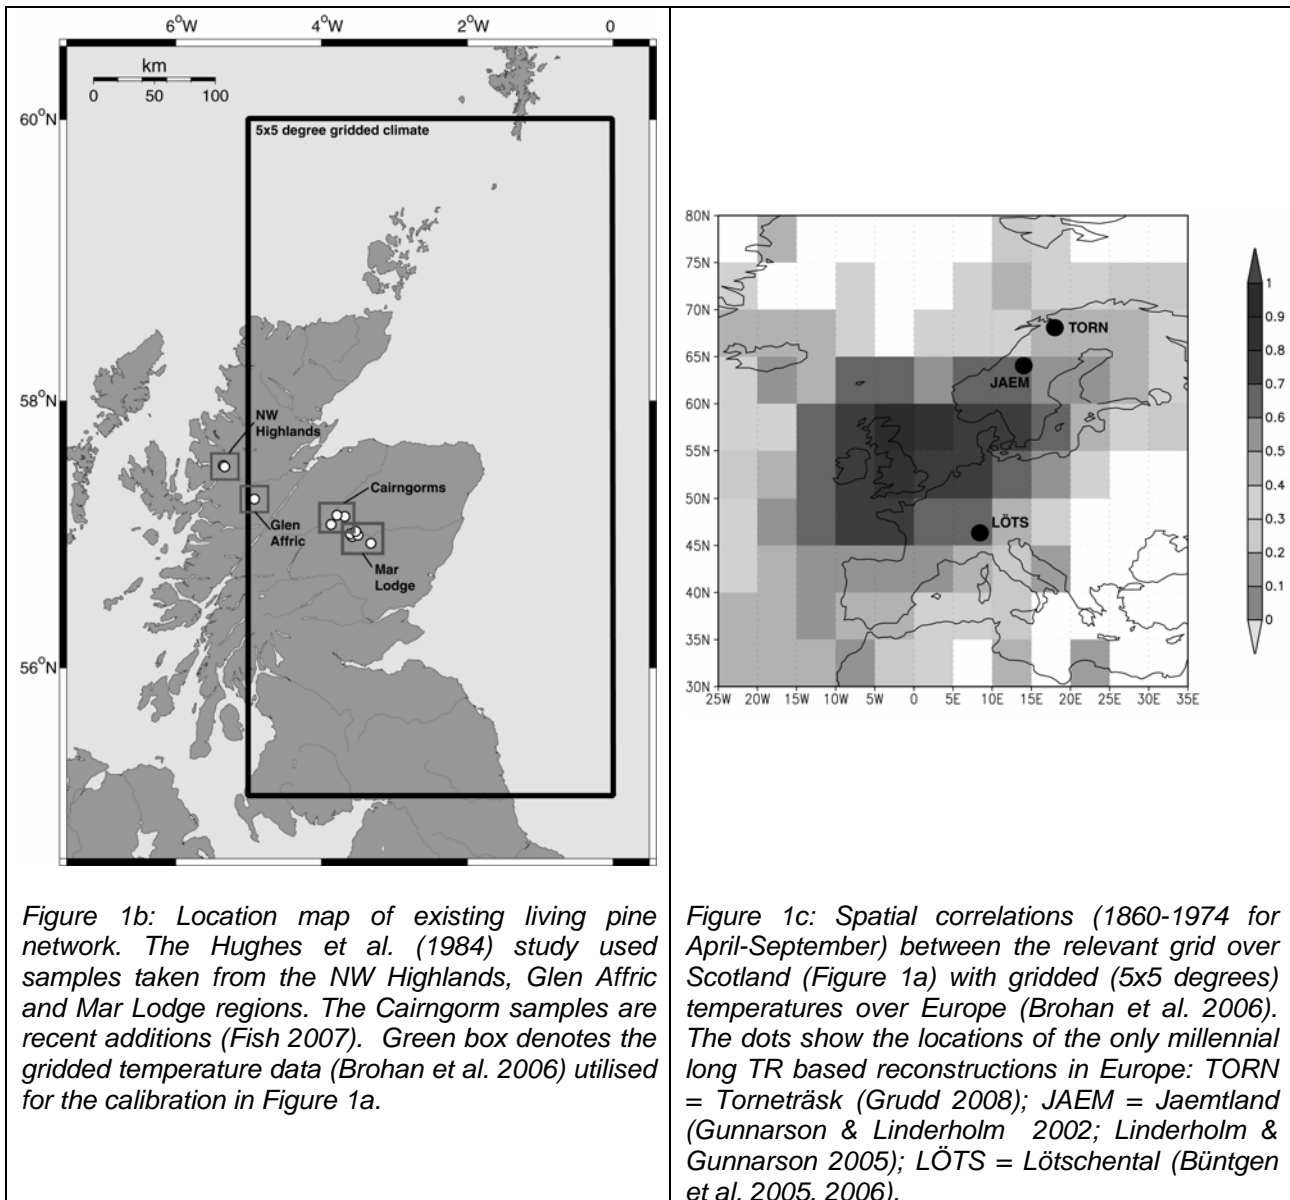 6°W 4°W 2°W 0
km
0 50 100
60°N
5x5 degree gridded climate
58°N
NW
Highlands
Cairngorms
Glen
Affric
Mar
Lodge
56°N
Figure 1b: Location map of existing living pine
network. The Hughes et al. (1984) study used
samples taken from the NW Highlands, Glen Affric
and Mar Lodge regions. The Cairngorm samples are
recent additions (Fish 2007). Green box denotes the
gridded temperature data (Brohan et al. 2006) utilised
for the calibration in Figure 1a.
80N
75N
70N
65N
60N
55N
50N
45N
40N
35N
30N
25W 20W 15W 10W 5W 0 5E 10E 15E 20E 25E 30E 35E
TORN
JAEM
LÖTS
1
0.9
0.8
0.7
0.6
0.5
0.4
0.3
0.2
0.1
0
Figure 1c: Spatial correlations (1860-1974 for
April-September) between the relevant grid over
Scotland (Figure 1a) with gridded (5x5 degrees)
temperatures over Europe (Brohan et al. 2006).
The dots show the locations of the only millennial
long TR based reconstructions in Europe: TORN
= Torneträsk (Grudd 2008); JAEM = Jaemtland
(Gunnarson & Linderholm 2002; Linderholm &
Gunnarson 2005); LÖTS = Lötschental (Büntgen
et al. 2005, 2006).